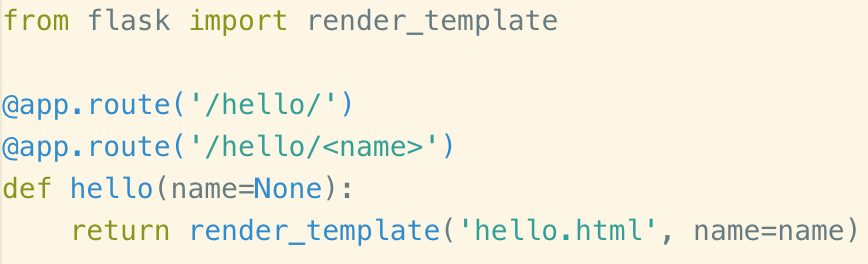 from flask import render_template
@app.route('/hello/')
@app.route('/hello/<name>')
def hello(name=None):
    return render_template('hello.html', name=name)